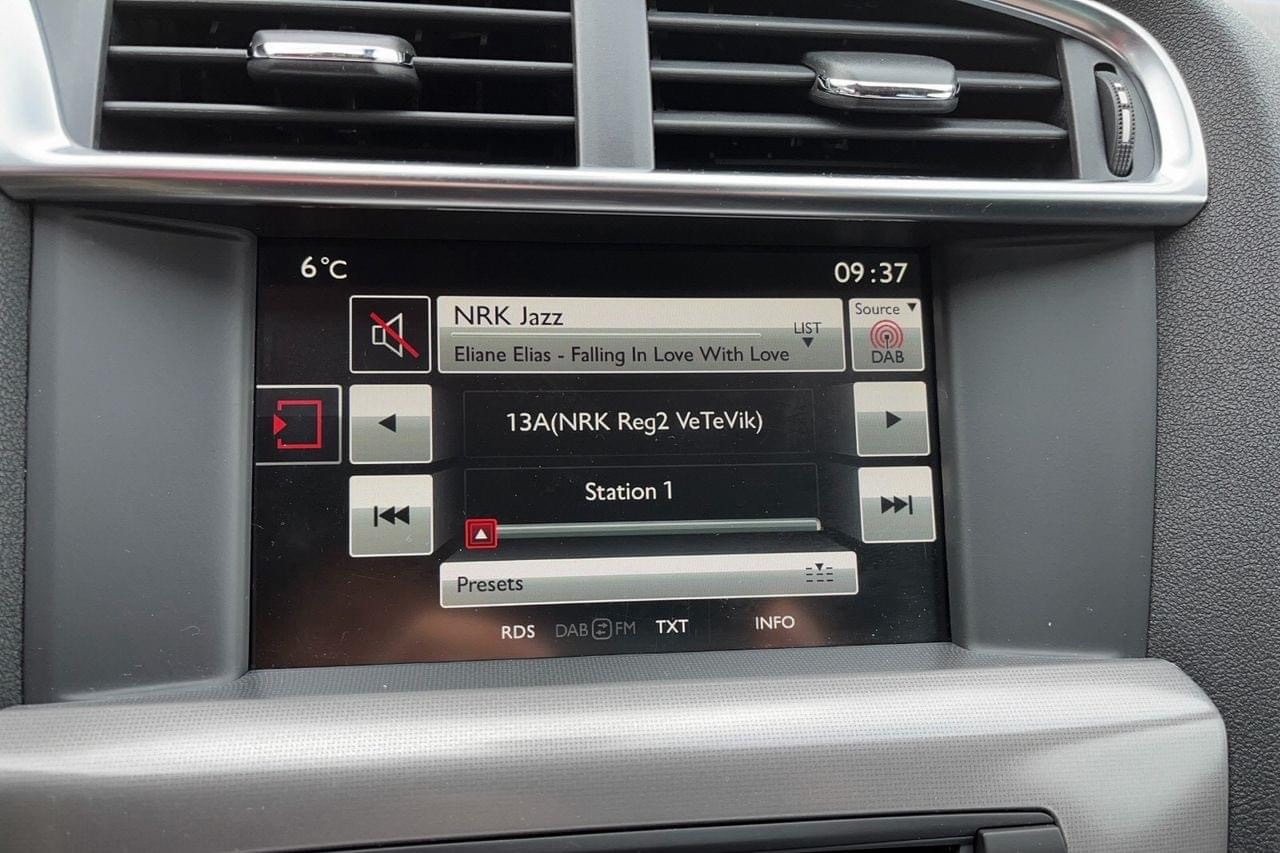 6°C
09:37
NRK Jazz
LIST
Eliane Elias - Falling In Love With Love
Source
DAB
13A(NRK Reg2 VeTeVik)
Station 1
Presets
RDS DAB FM TXT INFO